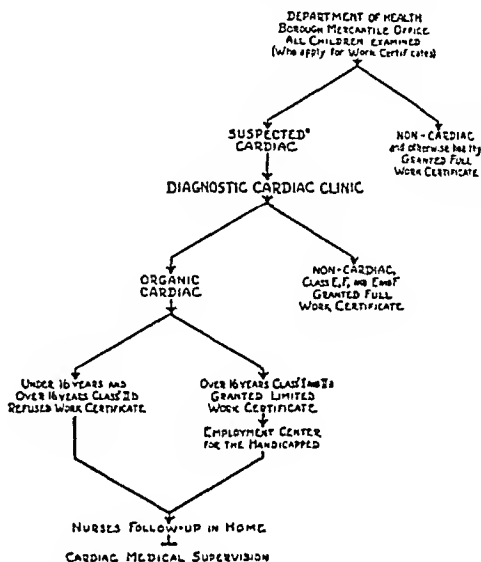 DEPARTMENT OF HEALTH
BOROUGH MERCANTILE OFFICE
ALL CHILDREN EXAMINED
(Who apply for Work Certificates)
SUSPECTED*
CARDIAC
NON-CARDIAC
and otherwise healthy
GRANTED FULL
WORK CERTIFICATE
DIAGNOSTIC CARDIAC CLINIC
ORGANIC
CARDIAC
NON-CARDIAC,
CLASS E, F, AND EANDF
GRANTED FULL
WORK CERTIFICATE
UNDER 16 YEARS AND
OVER 16 YEARS CLASS IIb
REFUSED WORK CERTIFICATE
OVER 16 YEARS CLASS I AND IIa
GRANTED LIMITED
WORK CERTIFICATE
EMPLOYMENT CENTER
FOR THE HANDICAPPED
NURSES FOLLOW-UP IN HOME
CARDIAC MEDICAL SUPERVISION